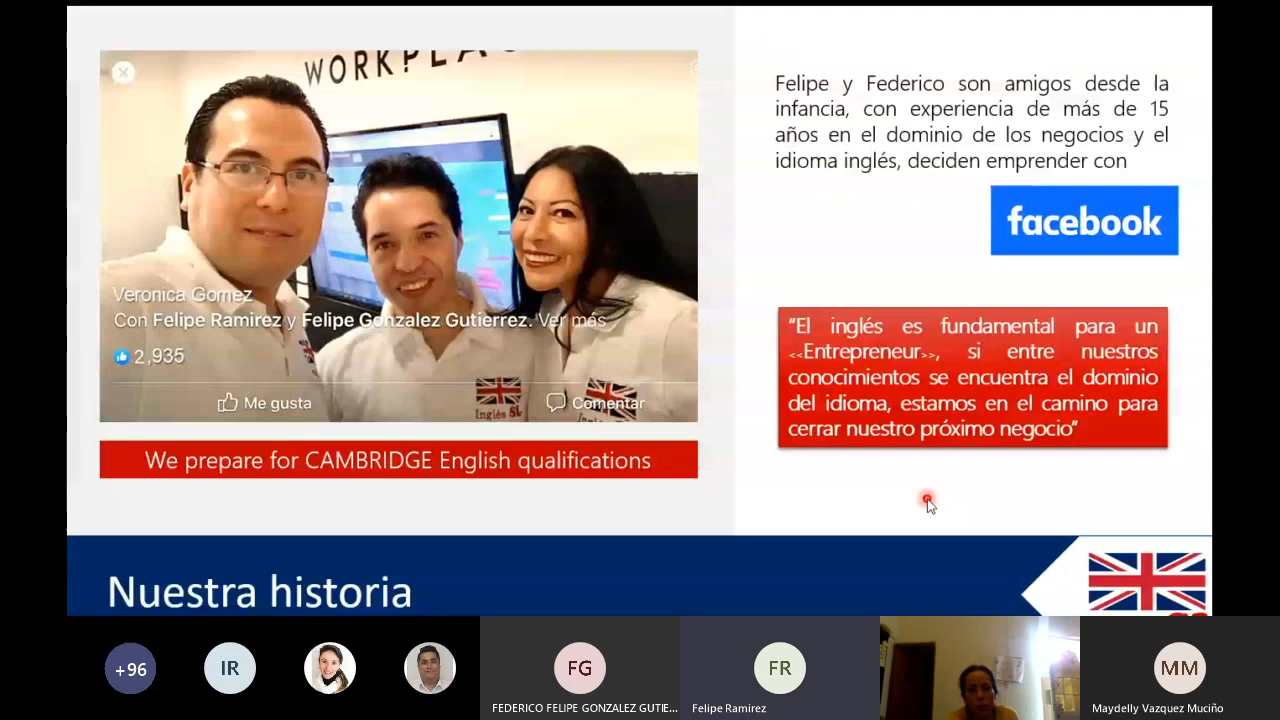 WORKPLA
Felipe y Federico son amigos desde la
infancia, con experiencia de más de 15
años en el dominio de los negocios y el
idioma inglés, deciden emprender con
facebook
Veronica Gomez
Con Felipe Ramirez y Felipe Gonzalez Gutierrez. Ver más
2,935
Me gusta
Comentar
Inglés Sí
We prepare for CAMBRIDGE English qualifications
“El inglés es fundamental para un
<<Entrepreneur>>, si entre nuestros
conocimientos se encuentra el dominio
del idioma, estamos en el camino para
cerrar nuestro próximo negocio”
Nuestra historia
+96
IR
FG
FR
MM
FEDERICO FELIPE GONZALEZ GUTIE...
Felipe Ramirez
Maydelly Vazquez Muciño